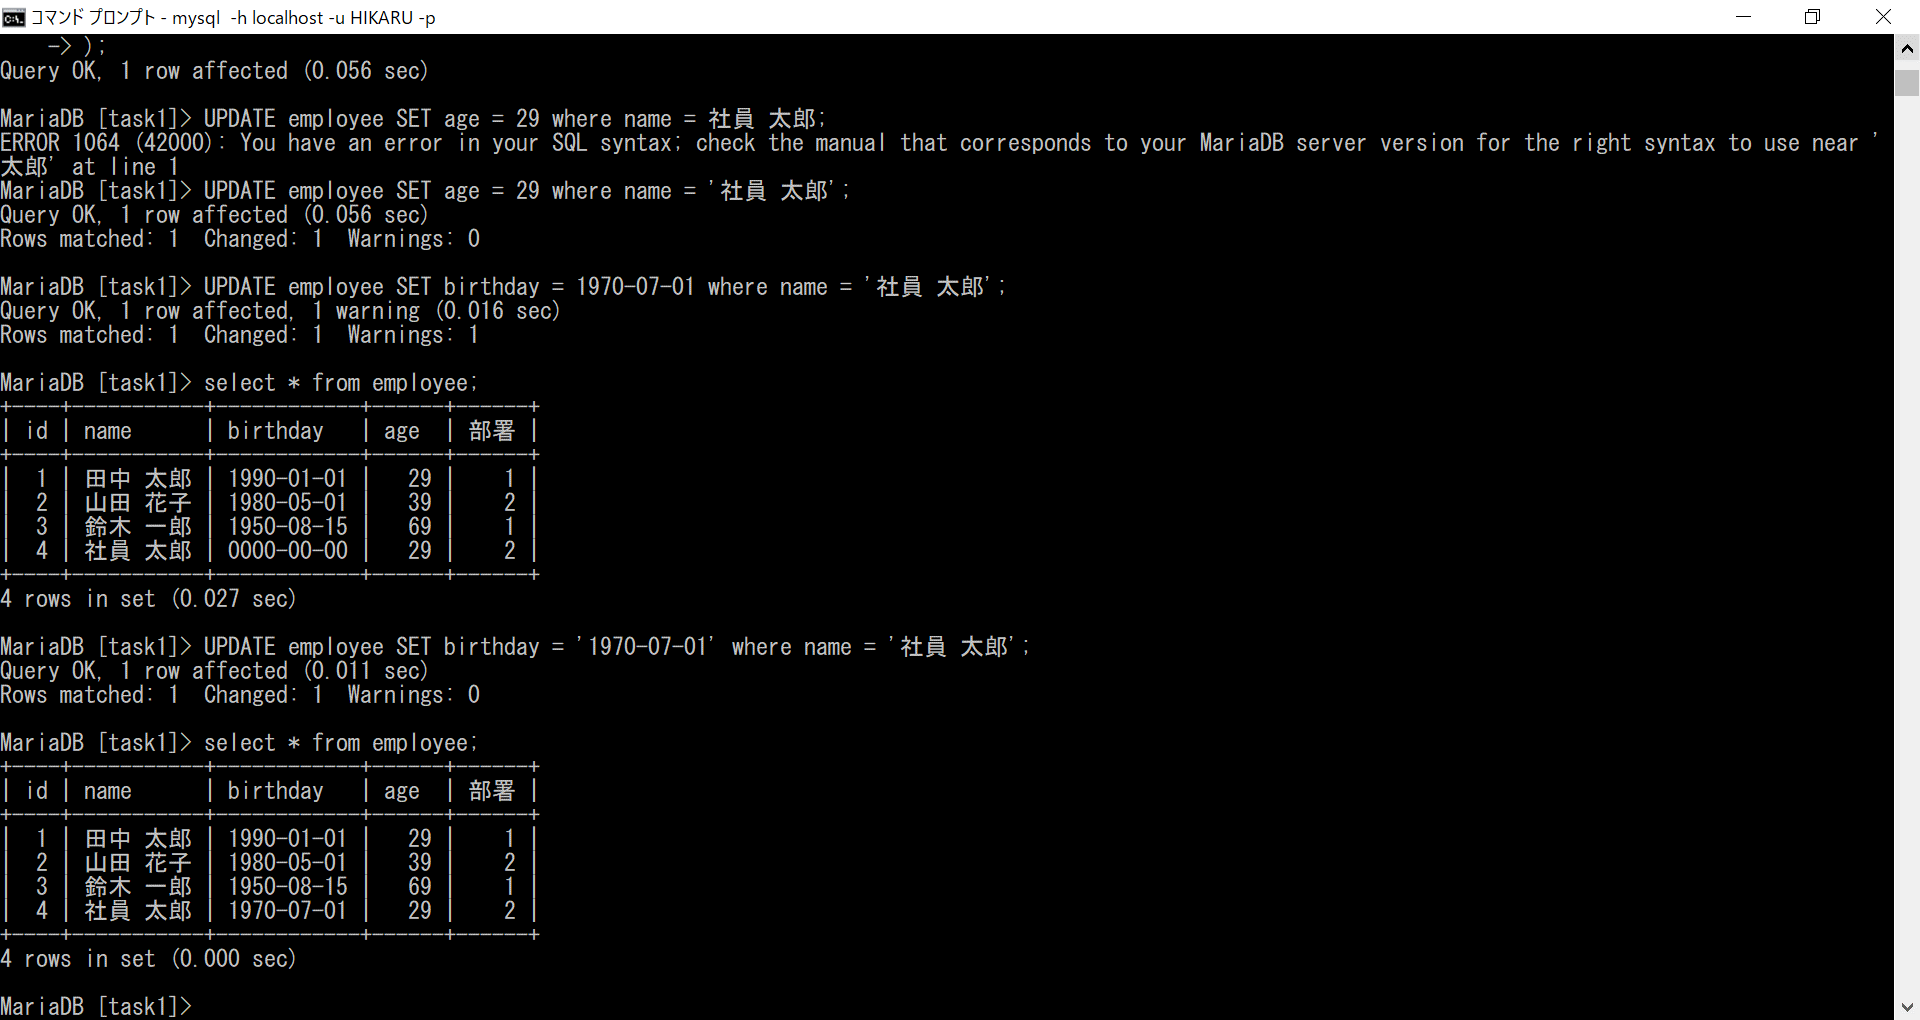 コマンド プロンプト - mysql  -h localhost -u HIKARU -p
    -> );
Query OK, 1 row affected (0.056 sec)

MariaDB [task1]> UPDATE employee SET age = 29 where name = 社員 太郎;
ERROR 1064 (42000): You have an error in your SQL syntax; check the manual that corresponds to your MariaDB server version for the right syntax to use near '
太郎' at line 1
MariaDB [task1]> UPDATE employee SET age = 29 where name = '社員 太郎';
Query OK, 1 row affected (0.056 sec)
Rows matched: 1  Changed: 1  Warnings: 0

MariaDB [task1]> UPDATE employee SET birthday = 1970-07-01 where name = '社員 太郎';
Query OK, 1 row affected, 1 warning (0.016 sec)
Rows matched: 1  Changed: 1  Warnings: 1

MariaDB [task1]> select * from employee;
+----+-----------+------------+------+------+
| id | name      | birthday   | age  | 部署 |
+----+-----------+------------+------+------+
|  1 | 田中 太郎 | 1990-01-01 |   29 |    1 |
|  2 | 山田 花子 | 1980-05-01 |   39 |    2 |
|  3 | 鈴木 一郎 | 1950-08-15 |   69 |    1 |
|  4 | 社員 太郎 | 0000-00-00 |   29 |    2 |
+----+-----------+------------+------+------+
4 rows in set (0.027 sec)

MariaDB [task1]> UPDATE employee SET birthday = '1970-07-01' where name = '社員 太郎';
Query OK, 1 row affected (0.011 sec)
Rows matched: 1  Changed: 1  Warnings: 0

MariaDB [task1]> select * from employee;
+----+-----------+------------+------+------+
| id | name      | birthday   | age  | 部署 |
+----+-----------+------------+------+------+
|  1 | 田中 太郎 | 1990-01-01 |   29 |    1 |
|  2 | 山田 花子 | 1980-05-01 |   39 |    2 |
|  3 | 鈴木 一郎 | 1950-08-15 |   69 |    1 |
|  4 | 社員 太郎 | 1970-07-01 |   29 |    2 |
+----+-----------+------------+------+------+
4 rows in set (0.000 sec)

MariaDB [task1]>